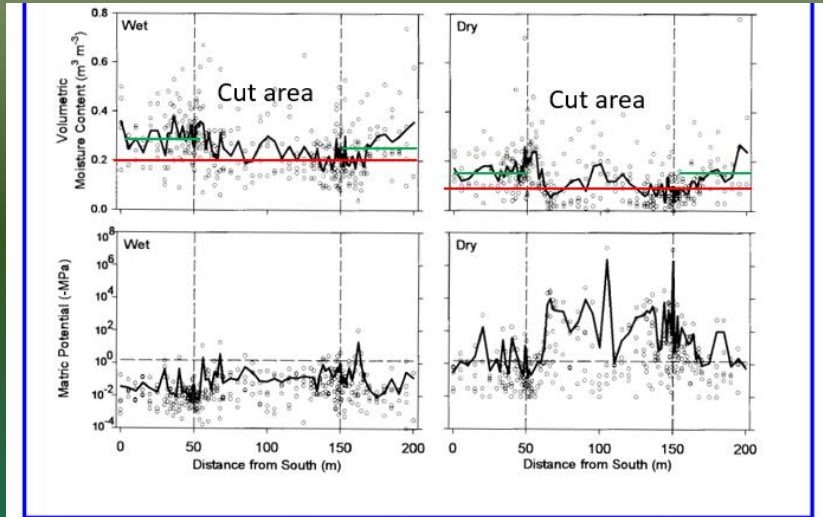 Wet
Dry
Cut area
Cut area
Volumetric
Moisture Content (m³ m⁻³)
0.8
0.6
0.4
0.2
0.0
Wet
Dry
Matric Potential (-MPa)
10⁸
10⁶
10⁴
10²
10⁰
10⁻²
10⁻⁴
0 50 100 150 200
0 50 100 150 200
Distance from South (m)
Distance from South (m)